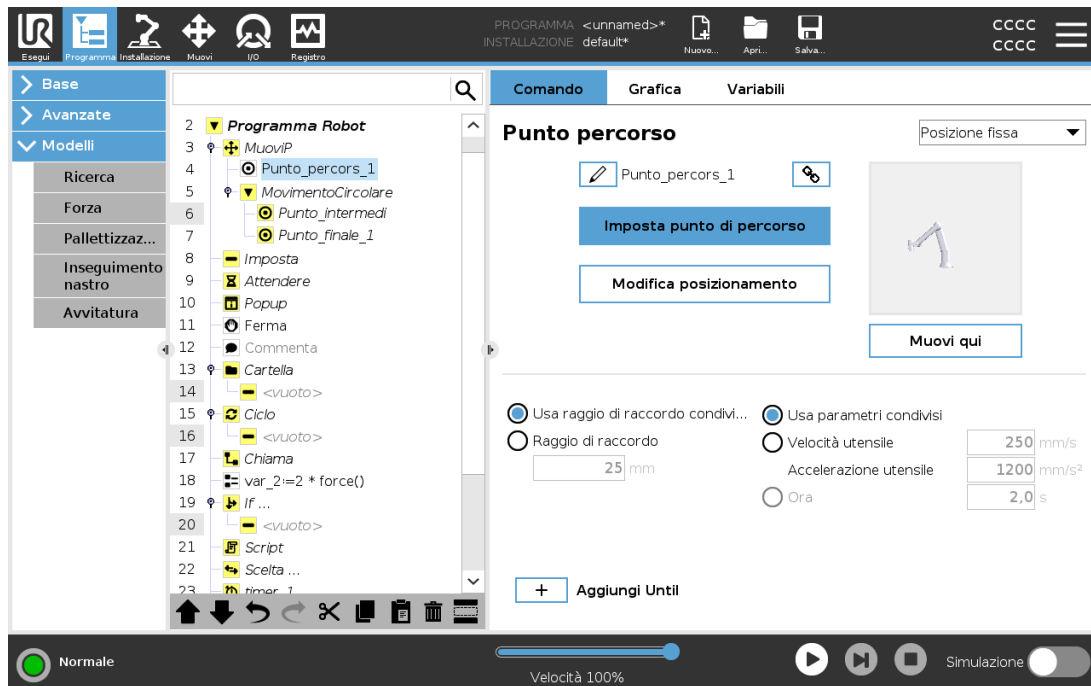 PROGRAMMA <unnamed>*
INSTALLAZIONE default*
UR
Esegui
Programma
Installazione
Muovi
I/O
Registro
Nuovo...
Apri...
Salva...
CCCC
CCCC
Base
Avanzate
Modelli
Ricerca
Forza
Pallettizzaz...
Inseguimento
nastro
Avvitatura
2 Programma Robot
3 MuoviP
4 Punto_percors_1
5 MovimentoCircolare
6 Punto_intermedi
7 Punto_finale_1
8 Imposta
9 Attendere
10 Popup
11 Ferma
12 Commenta
13 Cartella
14 <vuoto>
15 Ciclo
16 <vuoto>
17 Chiama
18 var_2:=2 * force()
19 If ...
20 <vuoto>
21 Script
22 Scelta ...
23 timer_1
Comando
Grafica
Variabili
Punto percorso
Posizione fissa
Punto_percors_1
Imposta punto di percorso
Modifica posizionamento
Muovi qui
Usa raggio di raccordo condivi...
Raggio di raccordo
25 mm
Usa parametri condivisi
Velocità utensile 250 mm/s
Accelerazione utensile 1200 mm/s²
Ora 2,0 s
+ Aggiungi Until
Normale
Velocità 100%
Simulazione